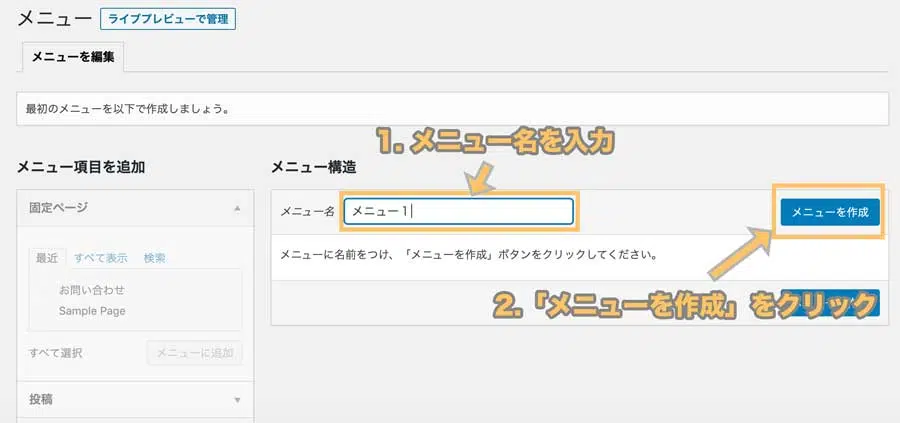 メニュー ライブプレビューで管理
メニューを編集
最初のメニューを以下で作成しましょう。
1. メニュー名を入力
メニュー項目を追加
メニュー構造
固定ページ
メニュー名 メニュー１
メニューを作成
最近 すべて表示 検索
メニューに名前をつけ、「メニューを作成」ボタンをクリックしてください。
お問い合わせ
Sample Page
2.「メニューを作成」をクリック
すべて選択 メニューに追加
投稿